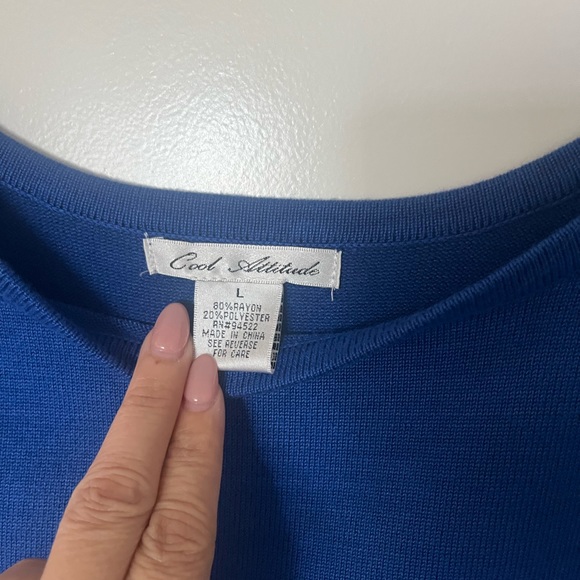 Cool Attitude
L
80%RAYON
20%POLYESTER
RN#94522
MADE IN CHINA
SEE REVERSE
FOR CARE